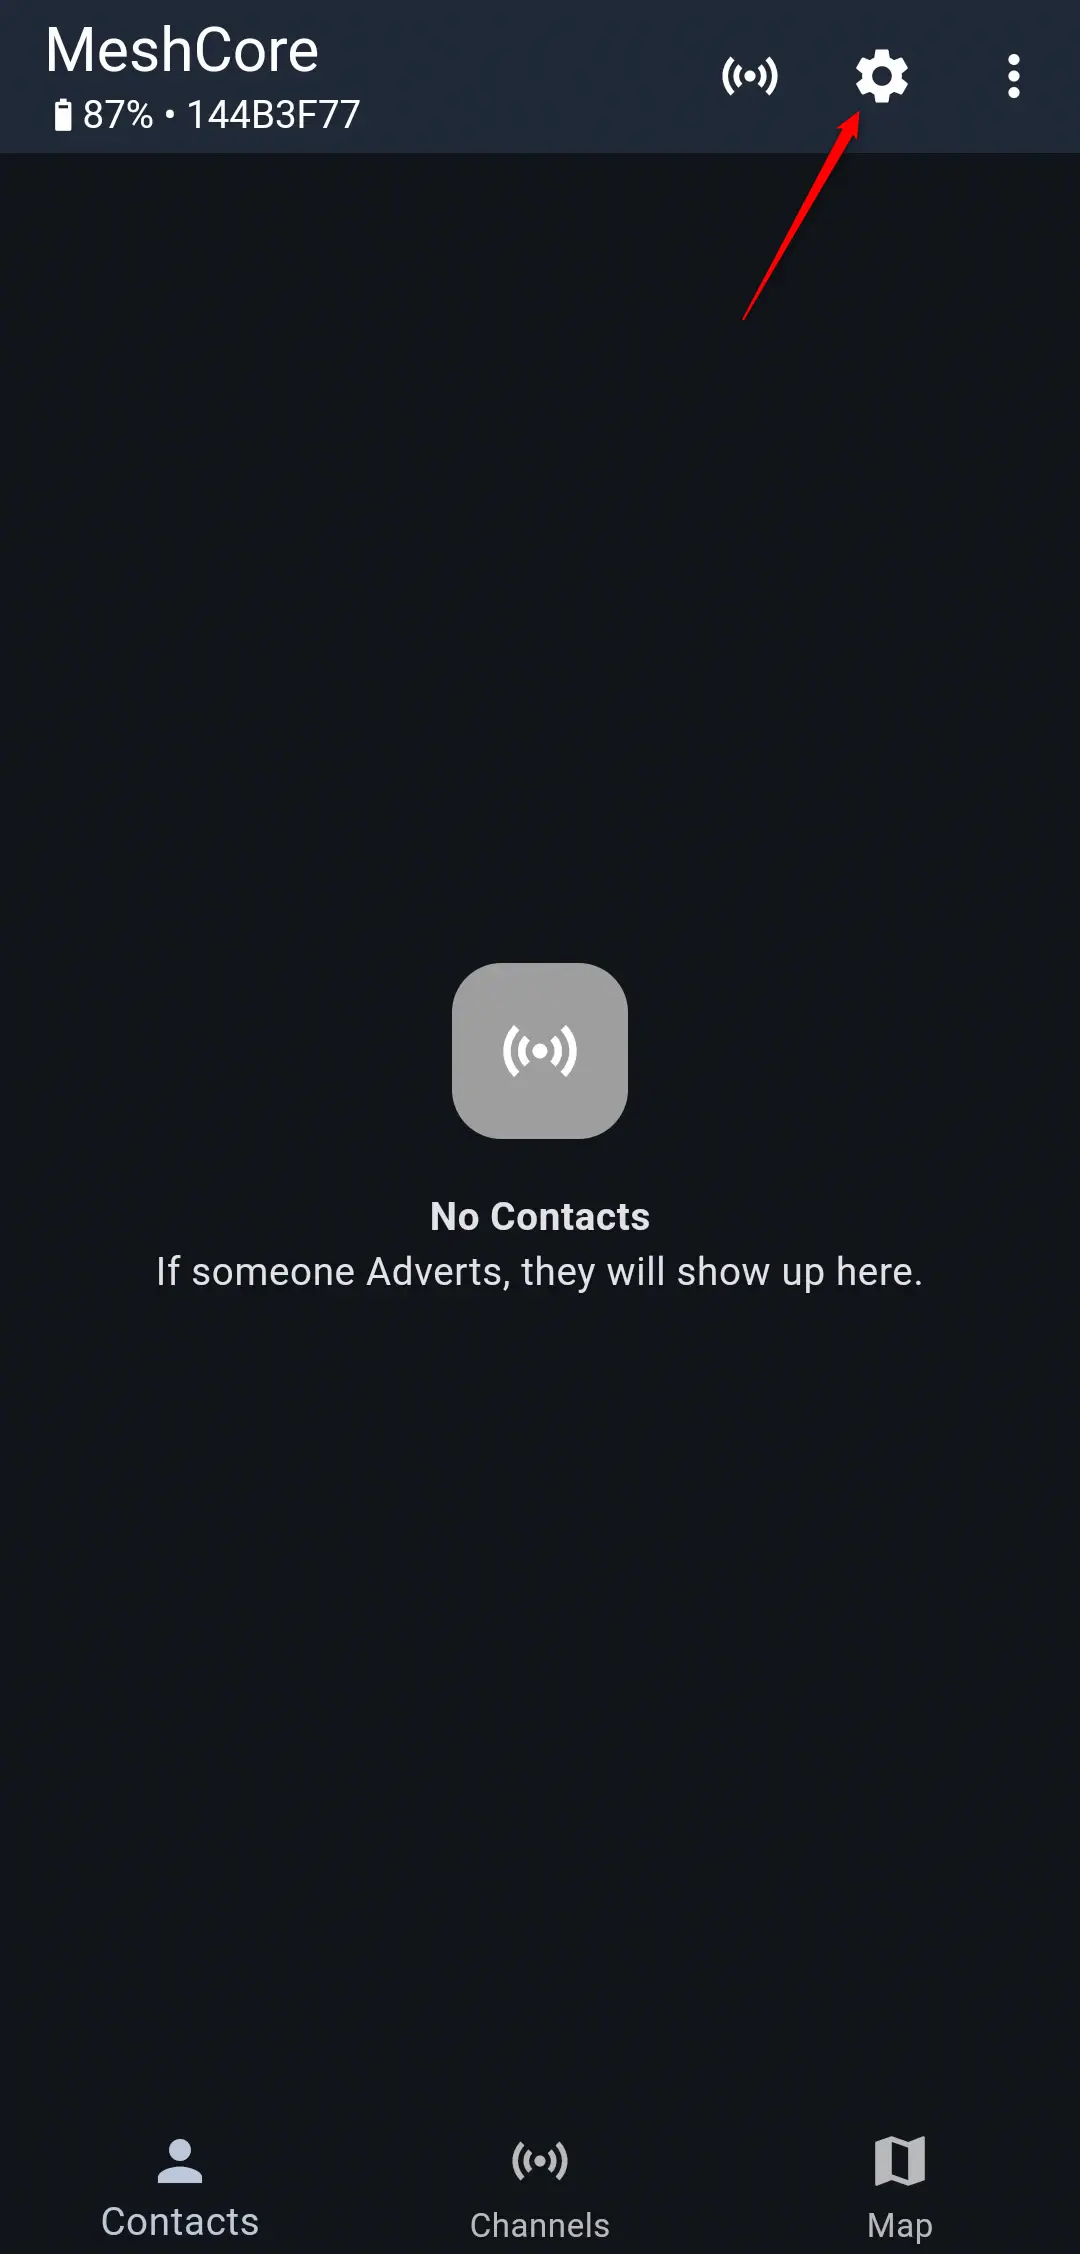 MeshCore
87% • 144B3F77
No Contacts
If someone Adverts, they will show up here.
Contacts
Channels
Map